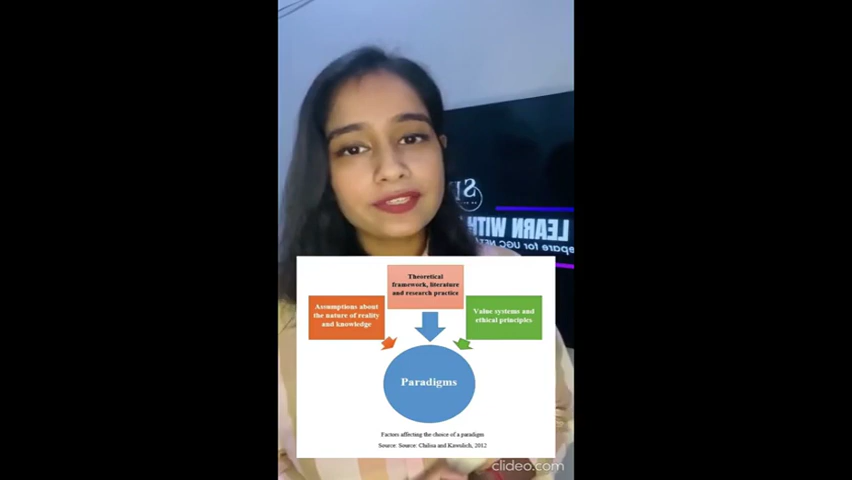 LEARN WITH
epare for UGC NET
Theoretical
framework, literature
and research practice
Assumptions about
the nature of reality
and knowledge
Value systems and
ethical principles
Paradigms
Factors affecting the choice of a paradigm
Source: Source: Chilisa and Kawulich, 2012
clideo.com